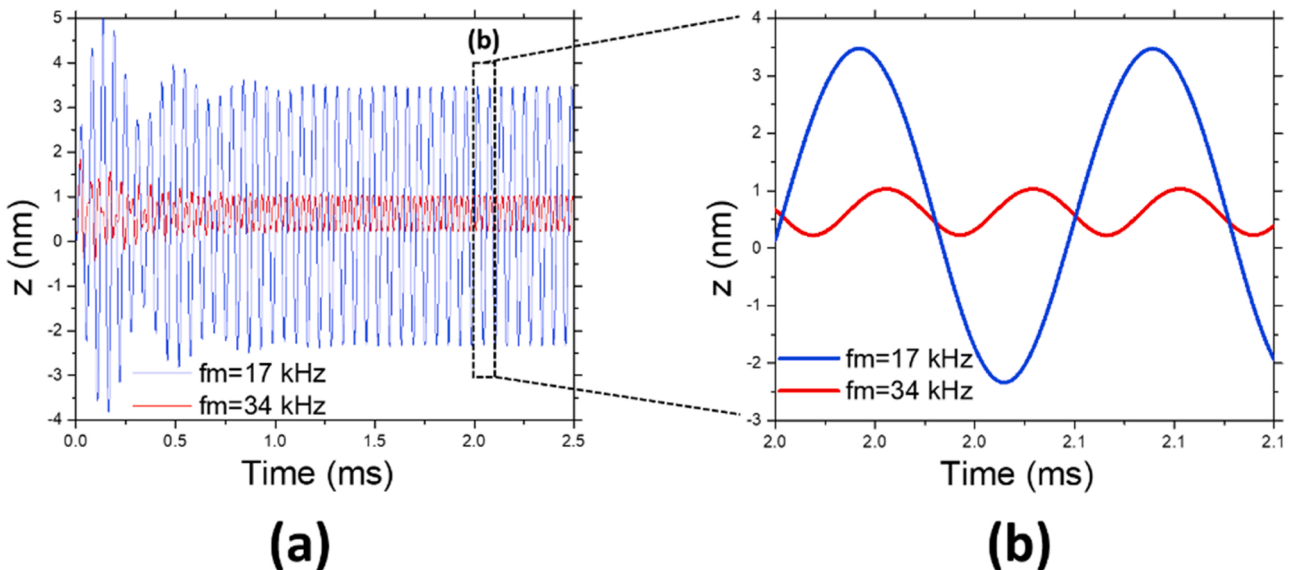 5
4
3
2
1
0
-1
-2
-3
-4
z (nm)
(b)
fm=17 kHz
fm=34 kHz
0.0 0.5 1.0 1.5 2.0 2.5
Time (ms)
(a)
4
3
2
1
0
-1
-2
-3
z (nm)
fm=17 kHz
fm=34 kHz
2.0 2.0 2.0 2.1 2.1 2.1
Time (ms)
(b)